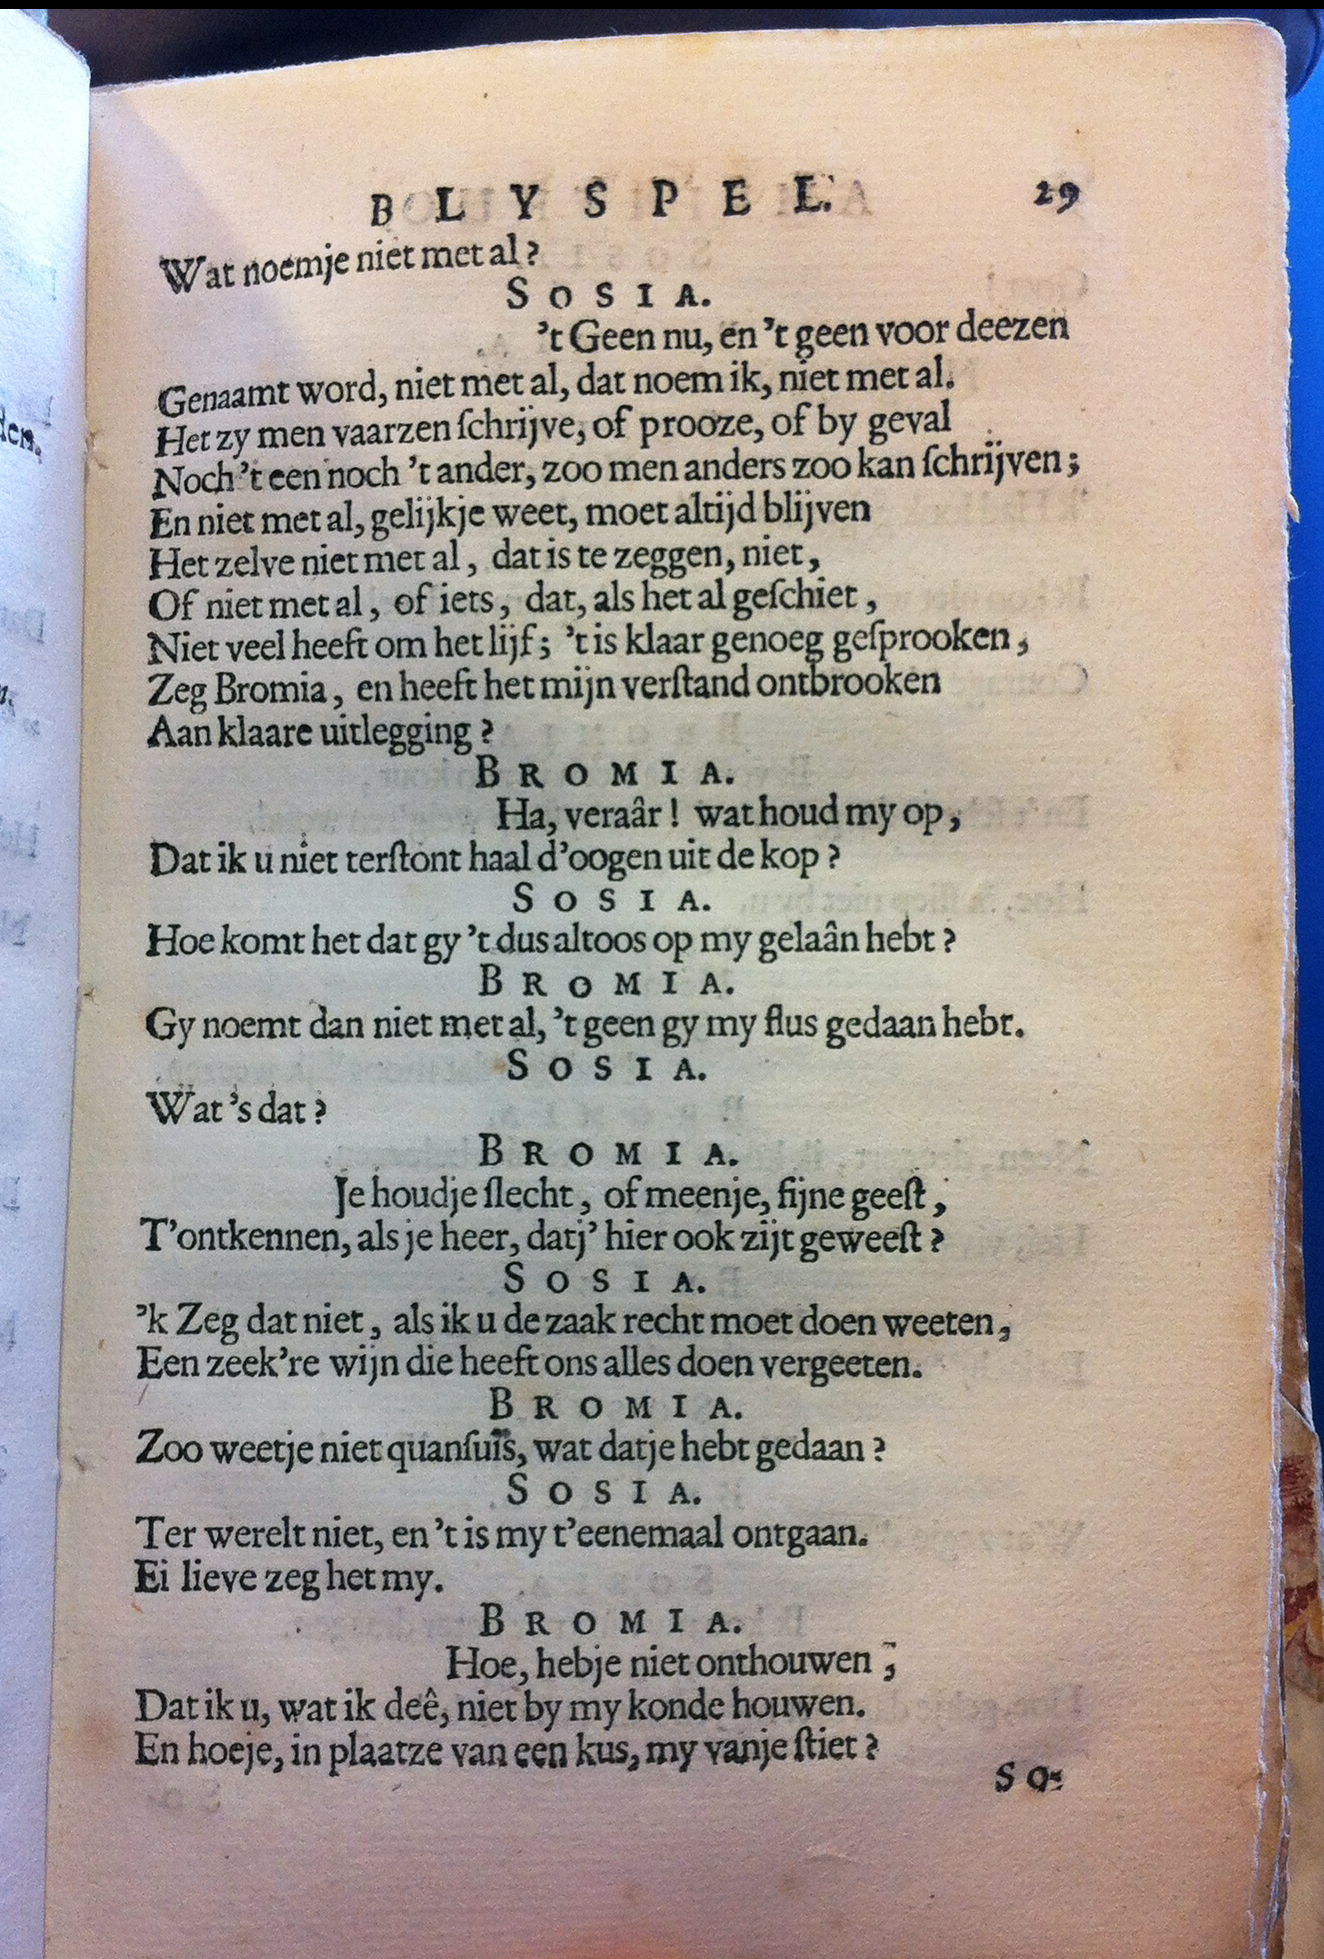 BLYSPEL. 29
Wat noemje niet met al?
SOSIA.
't Geen nu, en 't geen voor deezen
Genaamt word, niet met al, dat noem ik, niet met al.
Het zy men vaarzen ſchrijve, of prooze, of by geval
Noch 't een noch 't ander, zoo men anders zoo kan ſchrijven;
En niet met al, gelijkje weet, moet altijd blijven
Het zelve niet met al, dat is te zeggen, niet,
Of niet met al, of iets, dat, als het al geſchiet,
Niet veel heeft om het lijf; 't is klaar genoeg geſprooken,
Zeg Bromia, en heeft het mijn verſtand ontbrooken
Aan klaare uitlegging?
BROMIA.
Ha, veraâr! wat houd my op,
Dat ik u niet terſtont haal d'oogen uit de kop?
SOSIA.
Hoe komt het dat gy 't dus altoos op my gelaân hebt?
BROMIA.
Gy noemt dan niet met al, 't geen gy my flus gedaan hebt.
SOSIA.
Wat 's dat?
BROMIA.
Je houdje ſlecht, of meenje, fijne geeſt,
T'ontkennen, als je heer, datj' hier ook zijt geweeſt?
SOSIA.
'k Zeg dat niet, als ik u de zaak recht moet doen weeten,
Een zeek're wijn die heeft ons alles doen vergeeten.
BROMIA.
Zoo weetje niet quanſuis, wat datje hebt gedaan?
SOSIA.
Ter werelt niet, en 't is my t'eenemaal ontgaan.
Ei lieve zeg het my.
BROMIA.
Hoe, hebje niet onthouwen,
Dat ik u, wat ik deê, niet by my konde houwen.
En hoeje, in plaatze van een kus, my vanje ſtiet?
SO-
den.